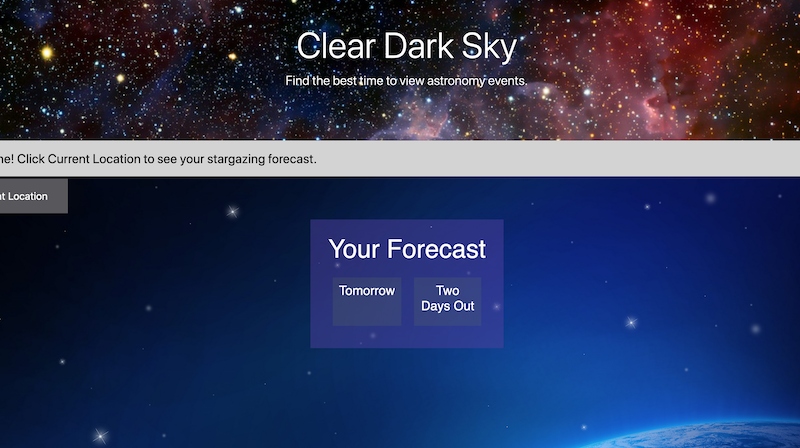 Clear Dark Sky
Find the best time to view astronomy events.
! Click Current Location to see your stargazing forecast.
Location
Your Forecast
Tomorrow
Two
Days Out